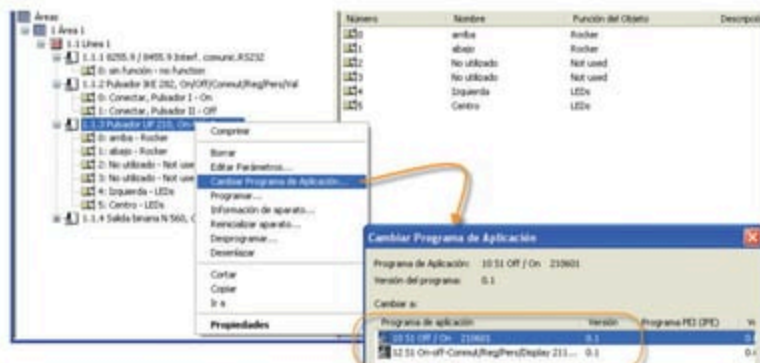 Áreas
1 Área 1
1.1 Línea 1
1.1.1 6255.9 / 8455.9 Interf. comunic.RS232
0: sin función - no function
1.1.2 Pulsador IKE 202, On/Off/Conmut/Reg/Pers/Val
0: Conectar, Pulsador I - On
1: Conectar, Pulsador II - Off
1.1.3 Pulsador UP 210, On-
0: arriba - Rocker
1: abajo - Rocker
2: No utilizado - Not use
3: No utilizado - Not use
4: Izquierda - LEDs
5: Centro - LEDs
1.1.4 Salida binaria N 560, C
Número Nombre Función del Objeto Descripció
0 arriba Rocker
1 abajo Rocker
2 No utilizado Not used
3 No utilizado Not used
4 Izquierda LEDs
5 Centro LEDs
Comprimir
Borrar
Editar Parámetros...
Cambiar Programa de Aplicación...
Programar...
Información de aparato...
Reinicializar aparato...
Desprogramar...
Desenlazar
Cortar
Copiar
Ir a
Propiedades
Cambiar Programa de Aplicación
Programa de Aplicación: 10 S1 Off / On 210601
Versión del programa: 0.1
Cambiar a:
Programa de aplicación Versión Programa PEI (IPE)
10 S1 Off / On 210601 0.1
12 S1 On-off-Conmut/Reg/Pers/Display 211... 0.1